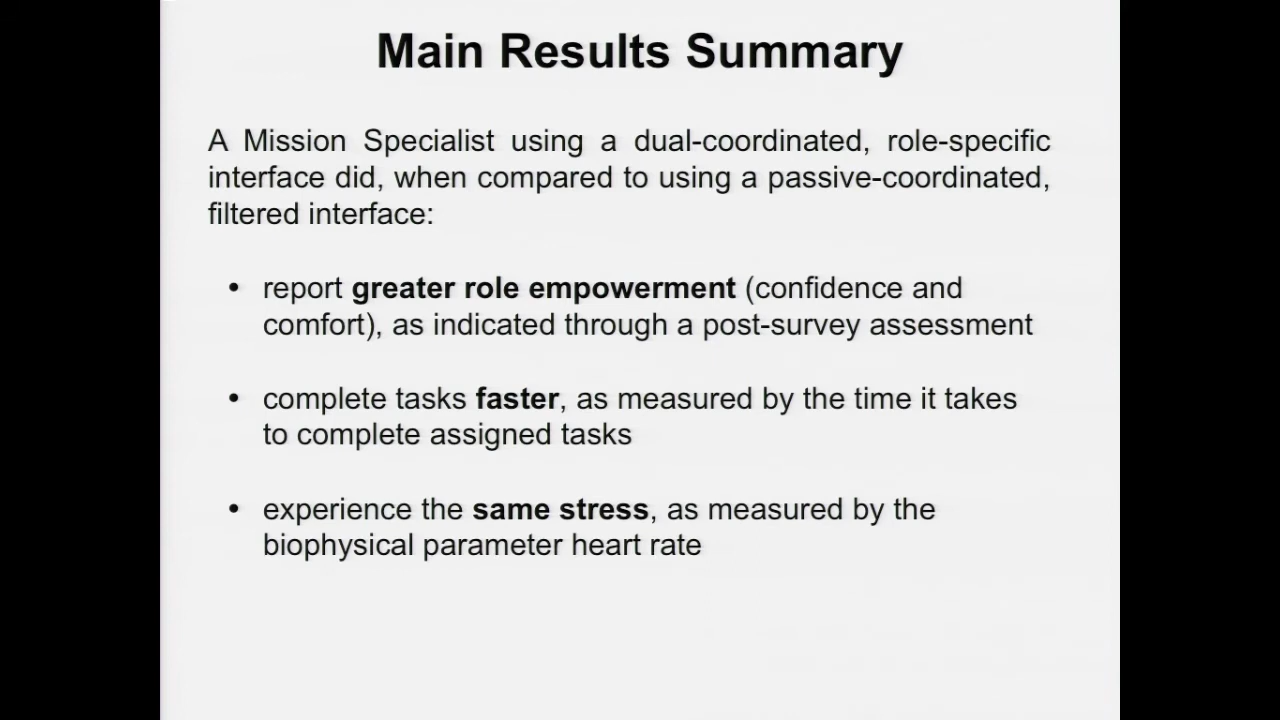 Main Results Summary
A Mission Specialist using a dual-coordinated, role-specific
interface did, when compared to using a passive-coordinated,
filtered interface:
• report greater role empowerment (confidence and
comfort), as indicated through a post-survey assessment
• complete tasks faster, as measured by the time it takes
to complete assigned tasks
• experience the same stress, as measured by the
biophysical parameter heart rate